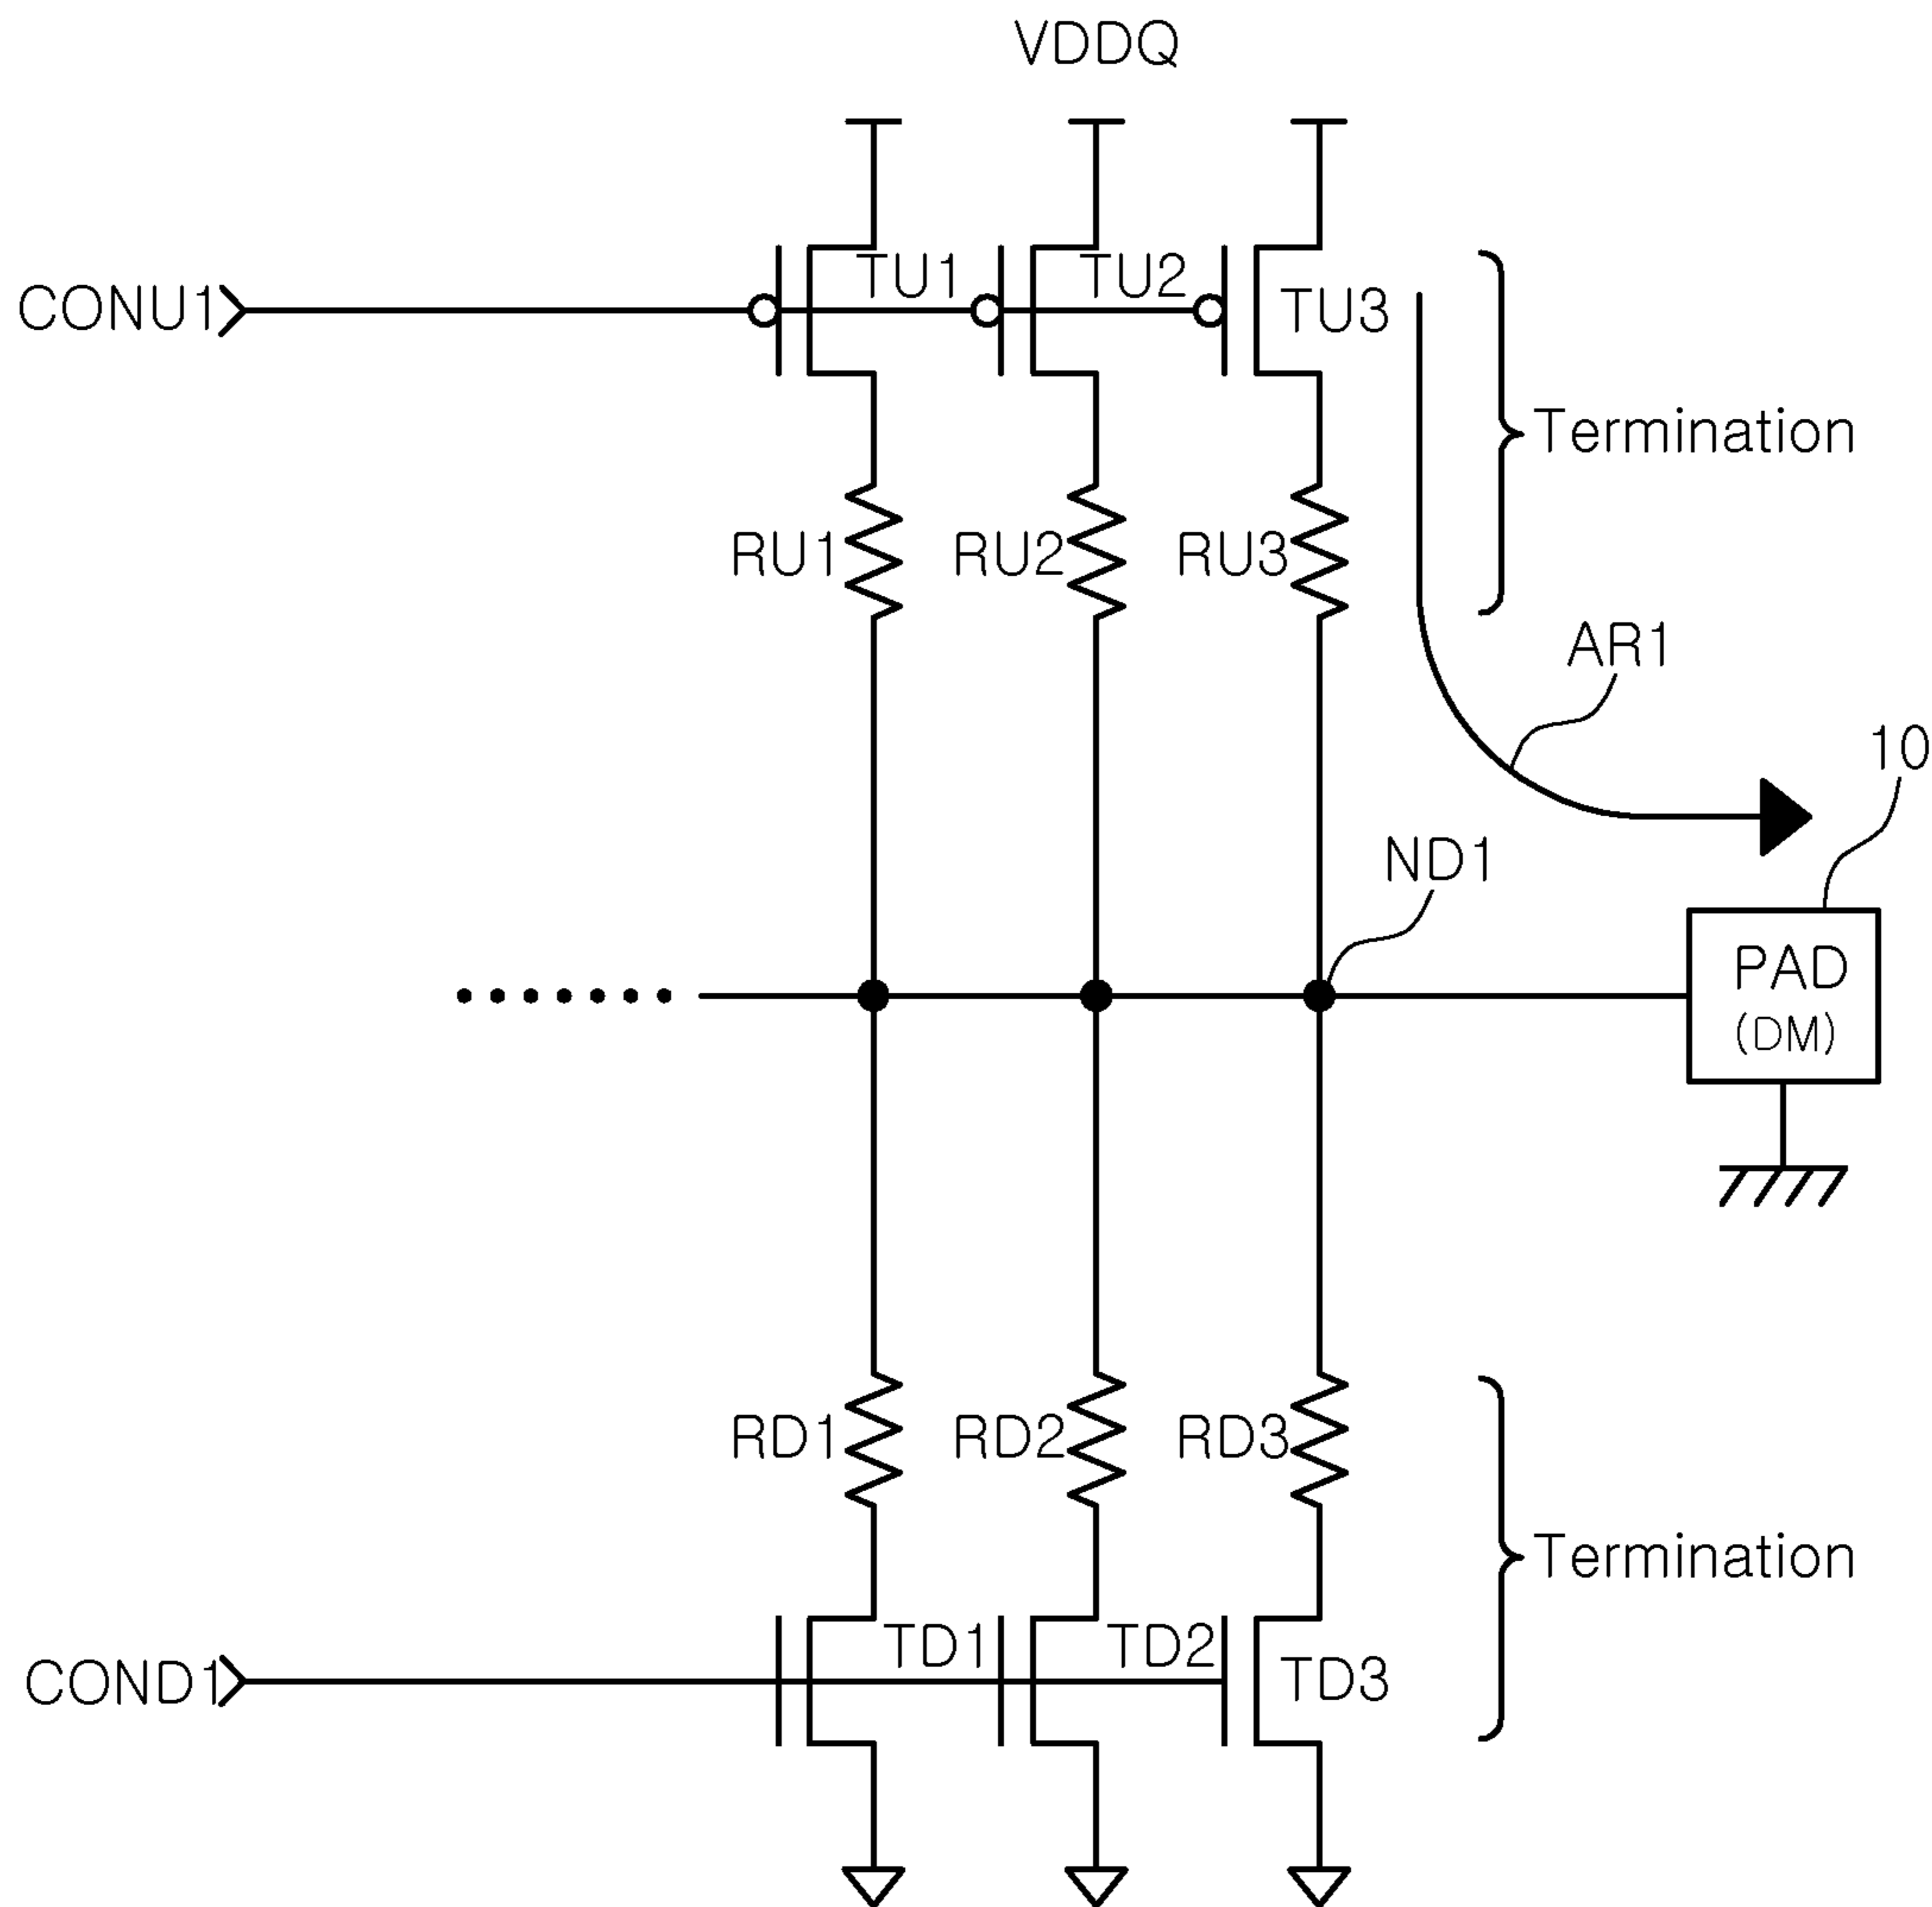 VDDQ
CONU1
TU1
TU2
TU3
Termination
RU1
RU2
RU3
AR1
10
ND1
PAD
(DM)
RD1
RD2
RD3
Termination
COND1
TD1
TD2
TD3